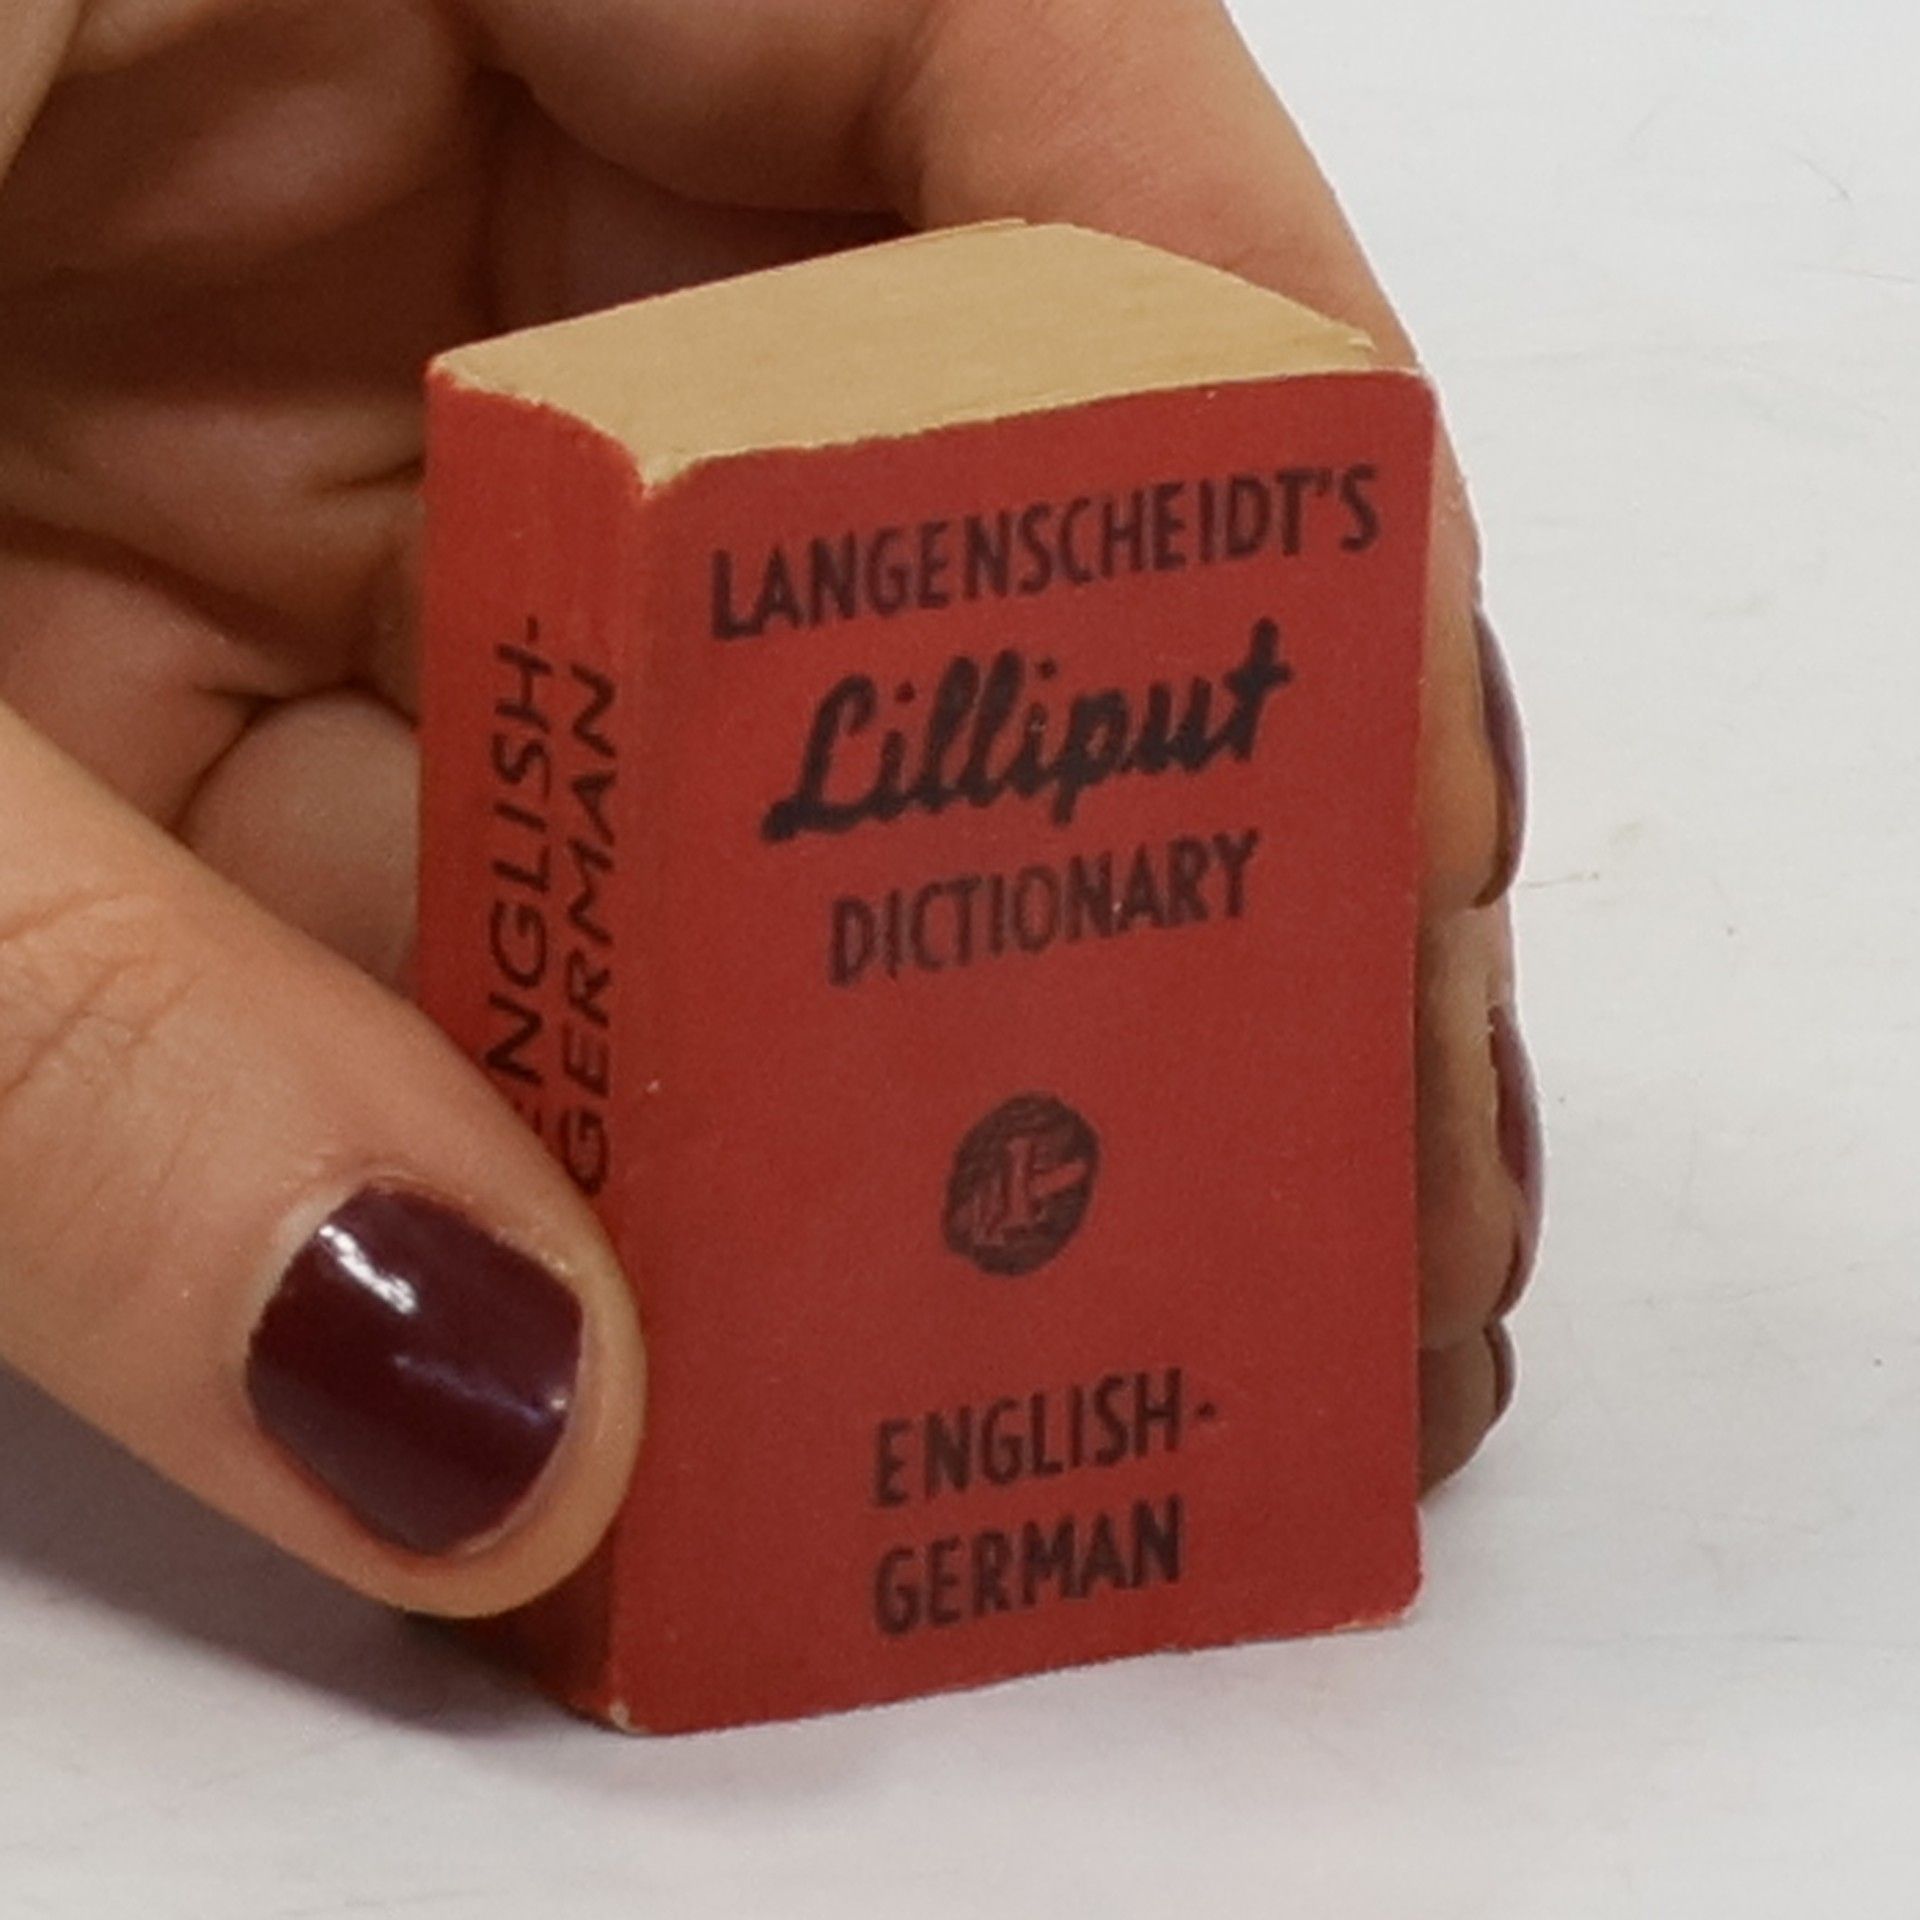 LANGENSCHEIDT'S
Lilliput
DICTIONARY
L
ENGLISH-
GERMAN
ENGLISH-
GERMAN